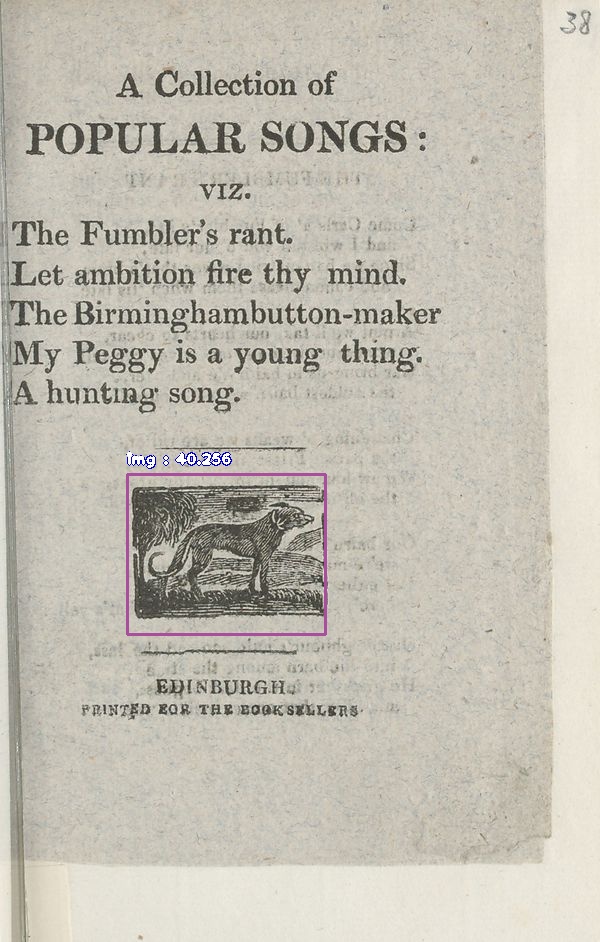 38
A Collection of
POPULAR SONGS:
VIZ.
The Fumbler's rant.
Let ambition fire thy mind.
The Birminghambutton-maker
My Peggy is a young thing.
A hunting song.
img : 40.256
EDINBURGH.
PRINTED FOR THE BOOKSELLERS